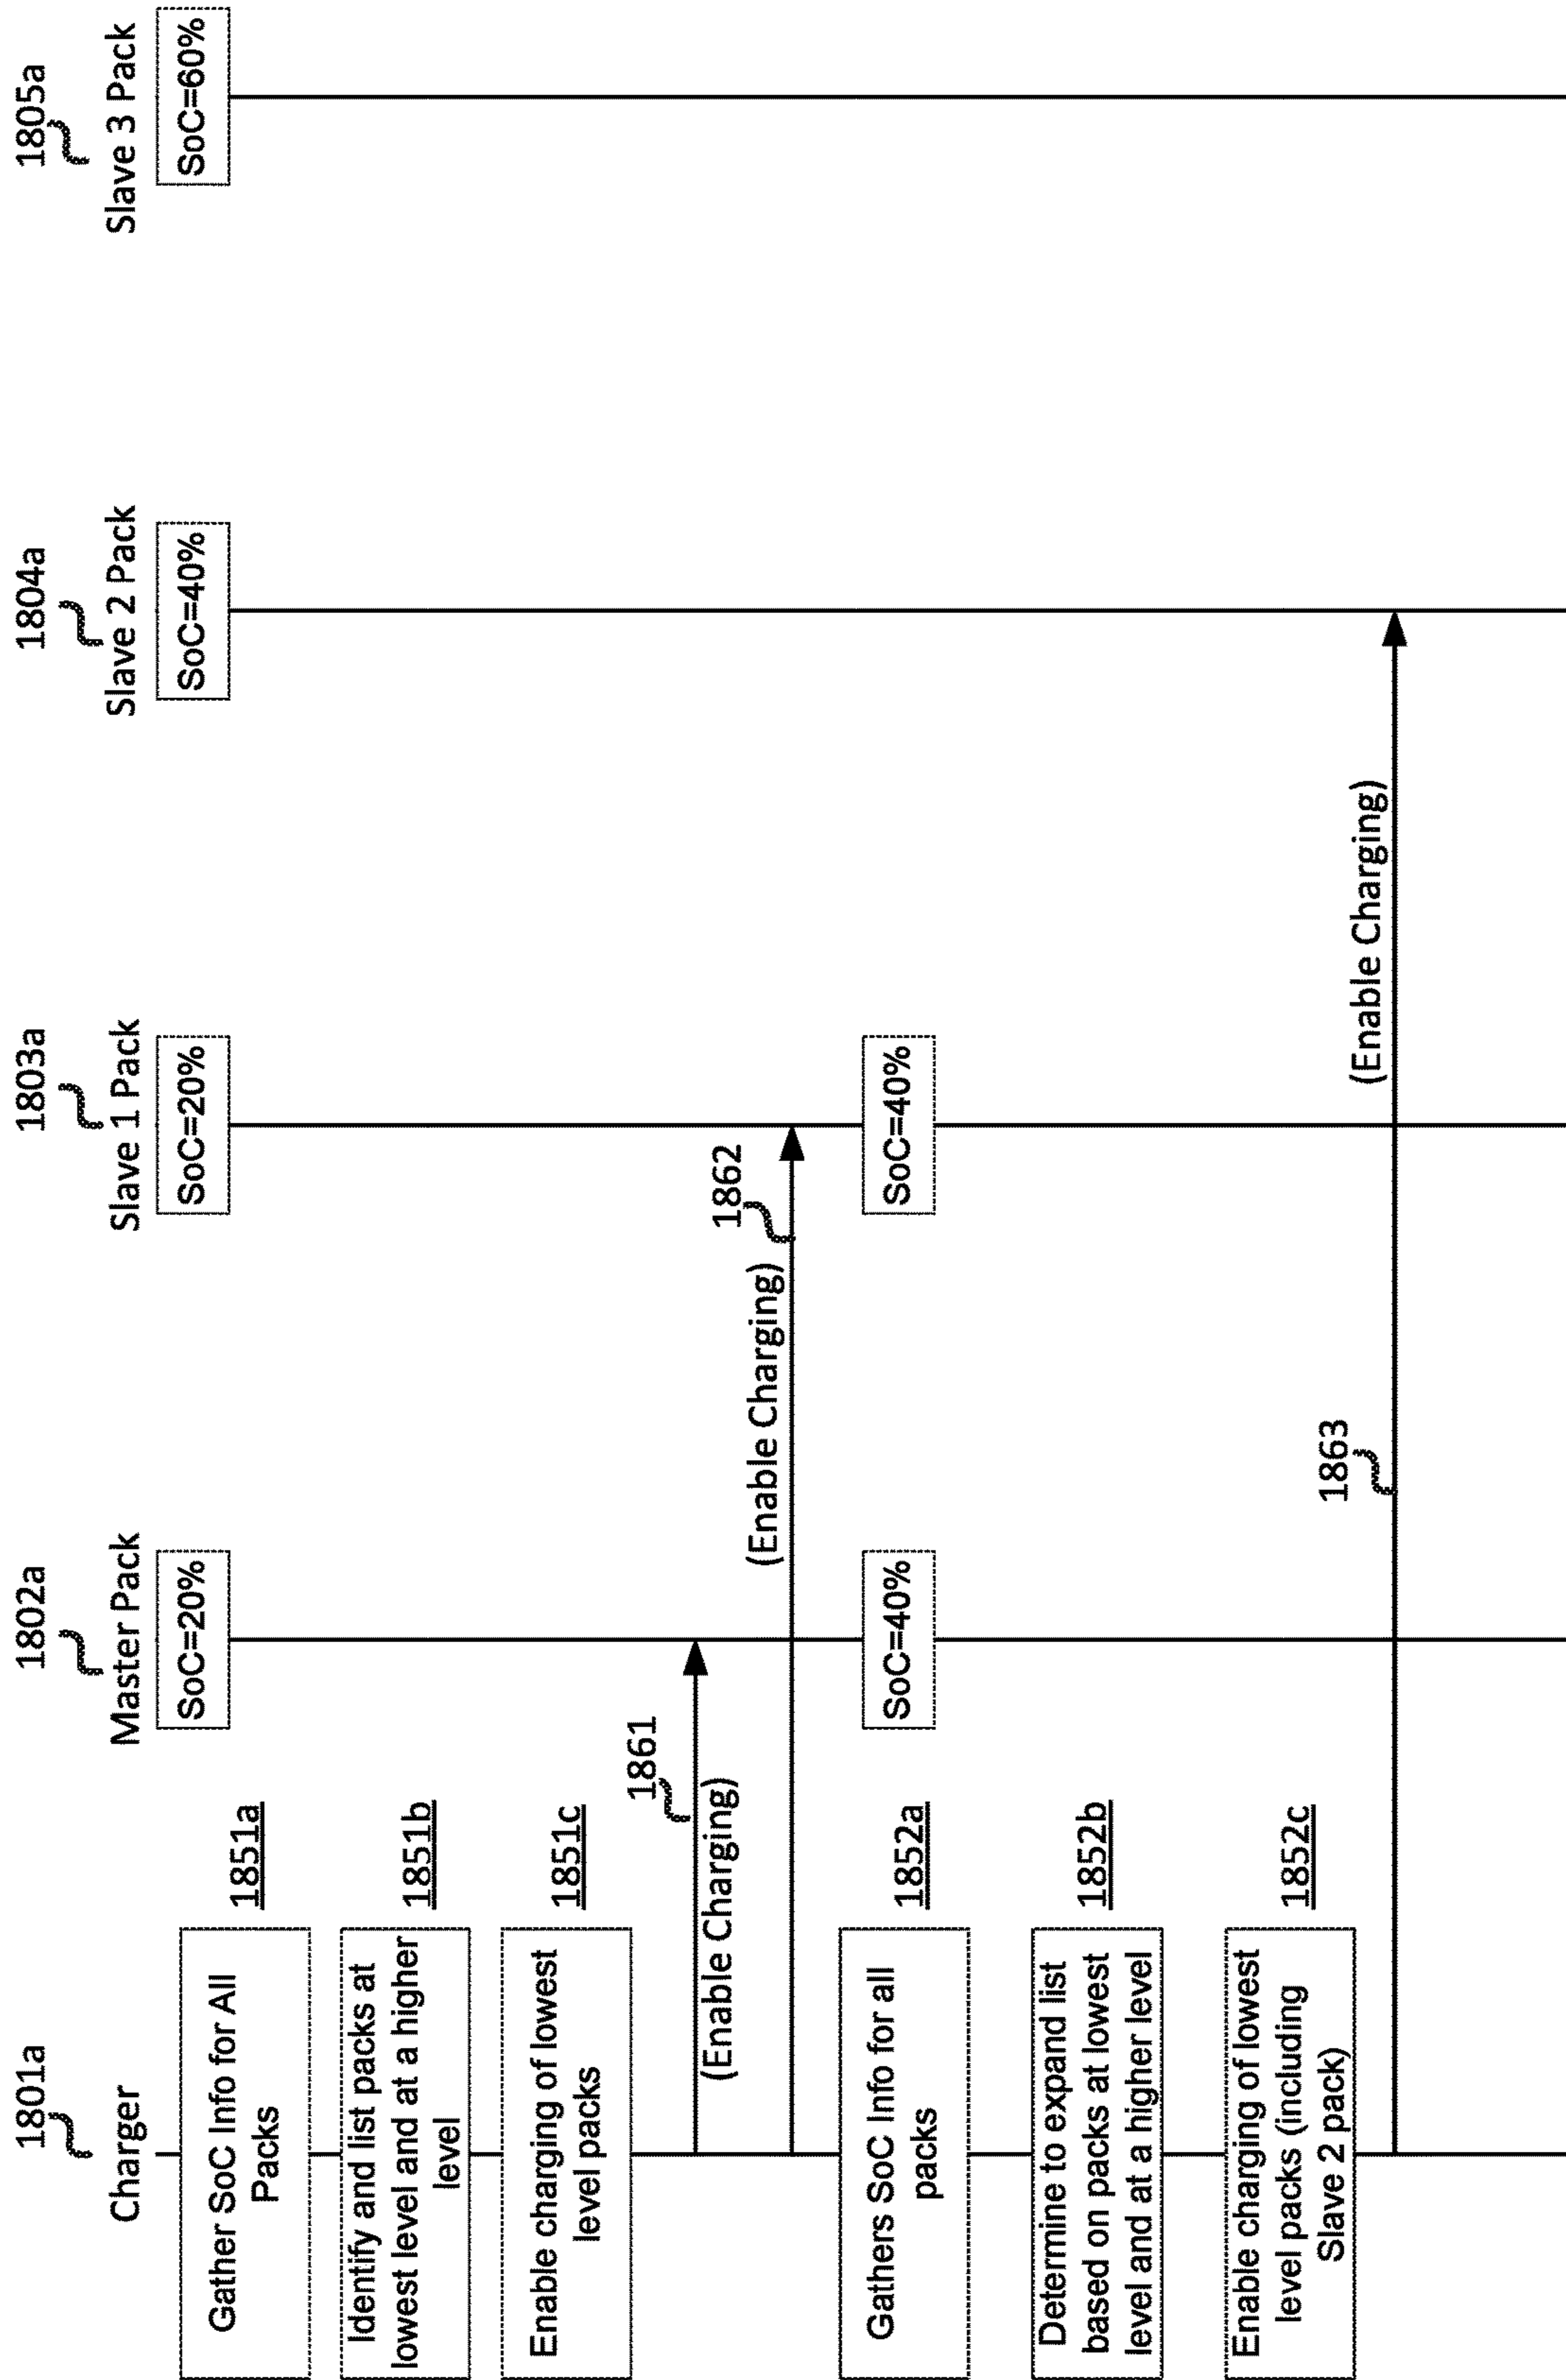 1801a
1802a
1803a
1804a
1805a
Charger
Master Pack
Slave 1 Pack
Slave 2 Pack
Slave 3 Pack
SoC=20%
SoC=20%
SoC=40%
SoC=60%
Gather SoC Info for All
Packs
1851a
Identify and list packs at
lowest level and at a higher
level
1851b
Enable charging of lowest
level packs
1851c
1861
(Enable Charging)
1862
(Enable Charging)
Gathers SoC Info for all
packs
1852a
SoC=40%
SoC=40%
Determine to expand list
based on packs at lowest
level and at a higher level
1852b
Enable charging of lowest
level packs (including
Slave 2 pack)
1852c
1863
(Enable Charging)